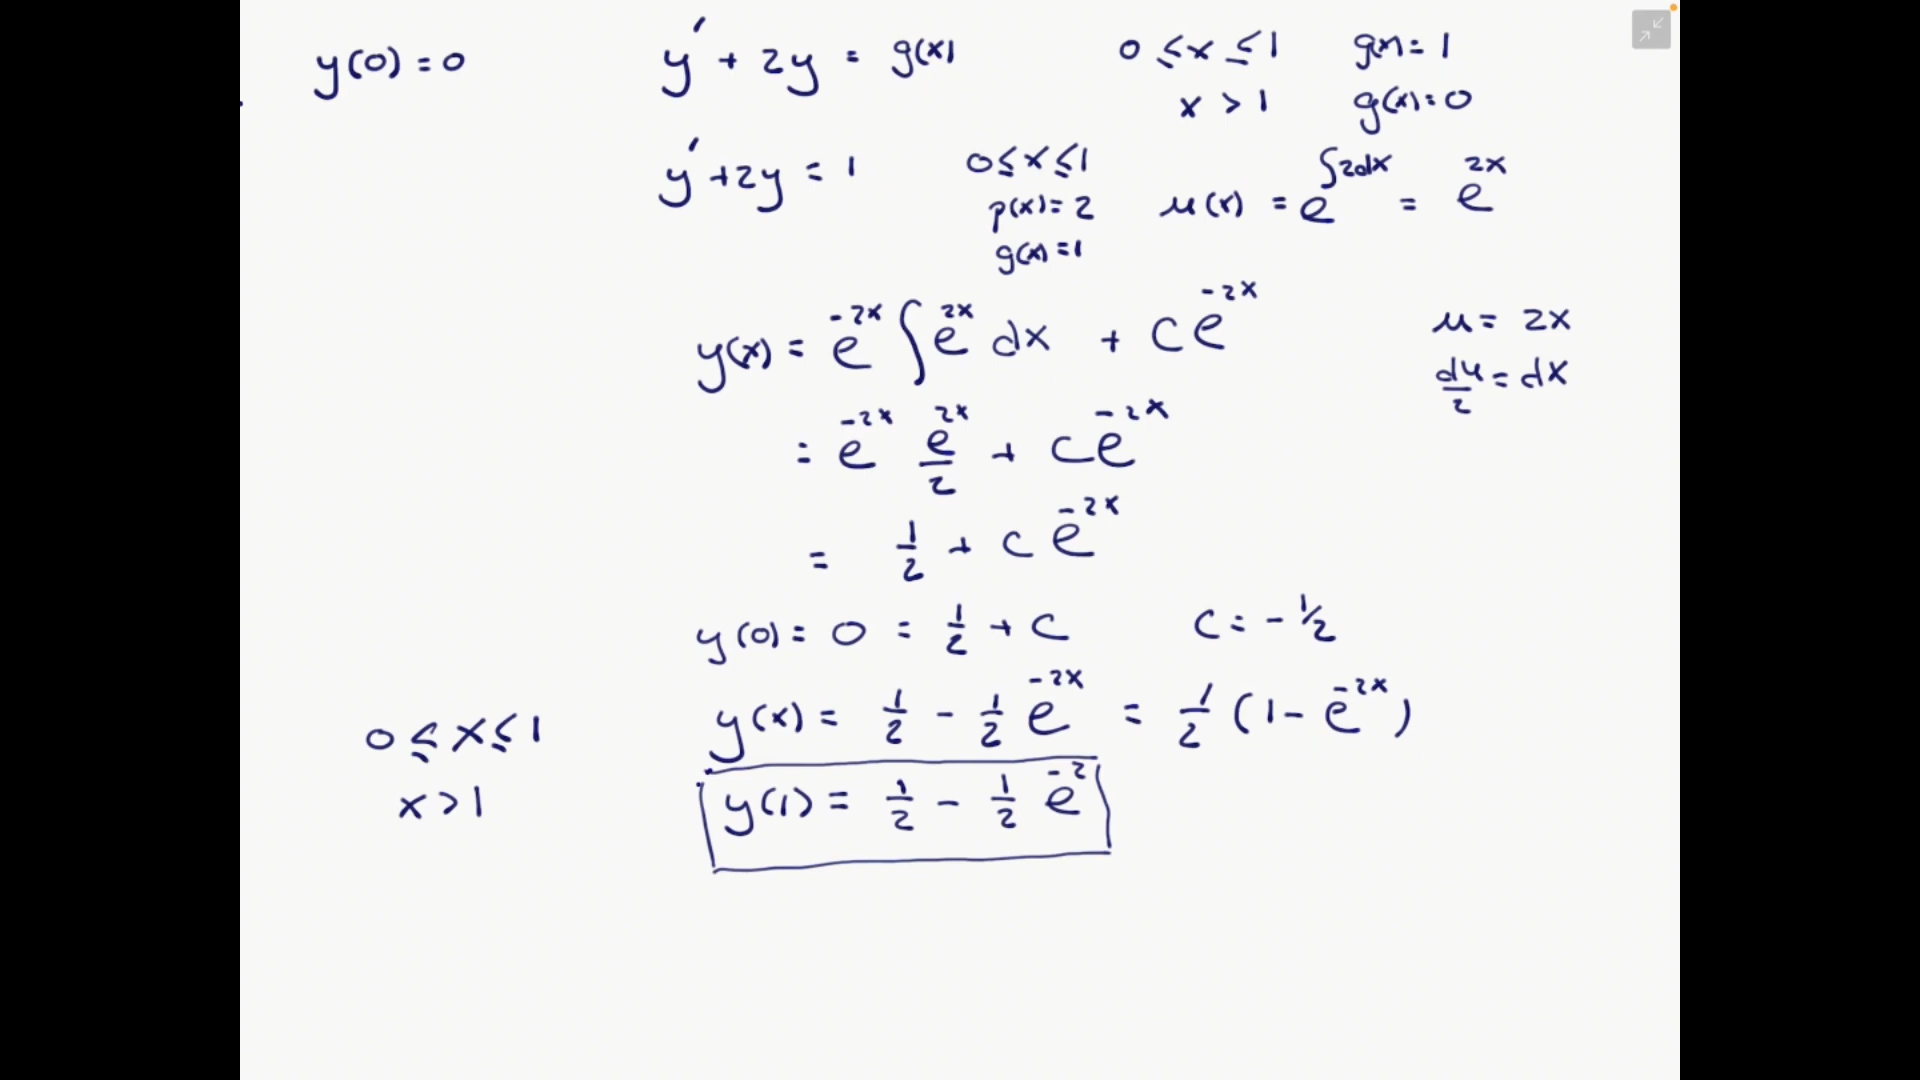 y(0) = 0 y′ + 2y = g(x) 0 ≤ x ≤ 1 g(x) = 1
x > 1 g(x) = 0
y′ + 2y = 1 0 ≤ x ≤ 1
p(x) = 2 μ(x) = e^∫2dx = e^2x
g(x) = 1
y(x) = e^-2x ∫ e^2x dx + C e^-2x u = 2x
du/2 = dx
= e^-2x e^2x/2 + C e^-2x
= 1/2 + C e^-2x
y(0) = 0 = 1/2 + C C = -1/2
0 ≤ x ≤ 1 y(x) = 1/2 - 1/2 e^-2x = 1/2 (1 - e^-2x)
x > 1 y(1) = 1/2 - 1/2 e^-2